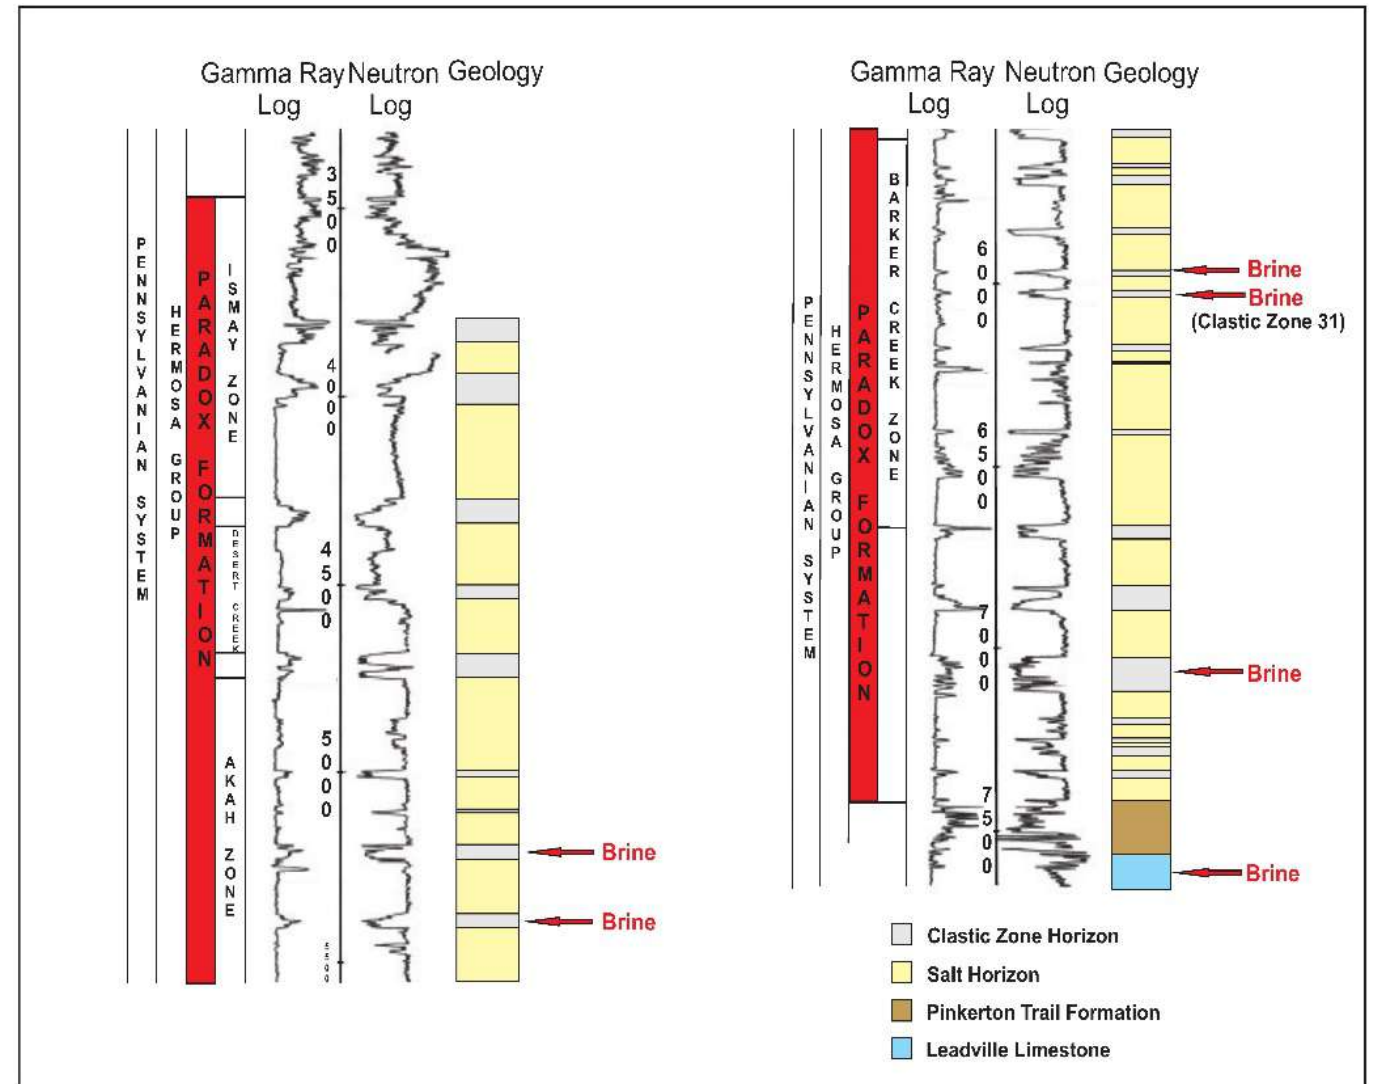 Gamma Ray Neutron Geology
Log Log
PENNSYLVANIAN SYSTEM
HERMOSA GROUP
PARADOX FORMATION
ISMAY ZONE
DESERT CREEK
AKAH ZONE
3500
4000
4500
5000
5500
Brine
Brine
Gamma Ray Neutron Geology
Log Log
PENNSYLVANIAN SYSTEM
HERMOSA GROUP
PARADOX FORMATION
BARKER CREEK ZONE
6000
6500
7000
7500
Brine
Brine
(Clastic Zone 31)
Brine
Brine
Clastic Zone Horizon
Salt Horizon
Pinkerton Trail Formation
Leadville Limestone